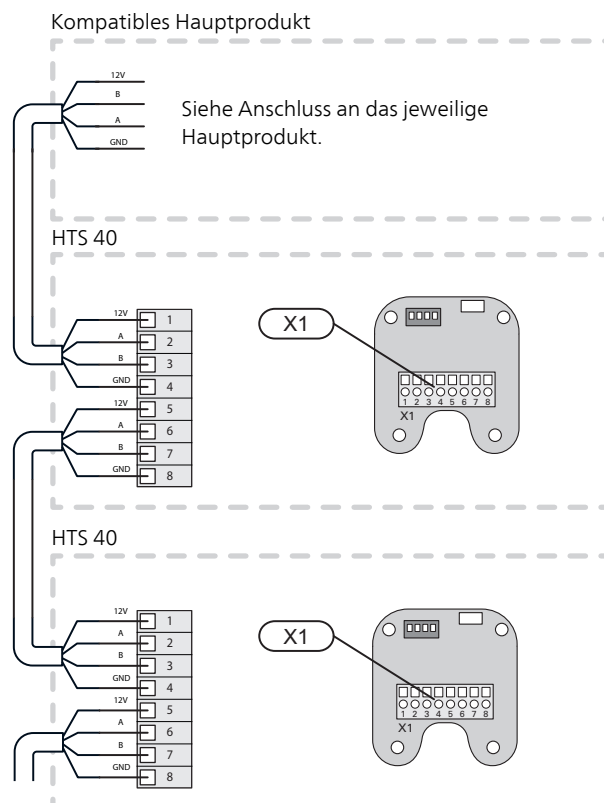 Kompatibles Hauptprodukt
12V
B
A
GND
Siehe Anschluss an das jeweilige
Hauptprodukt.
HTS 40
12V 1
A 2
B 3
GND 4
12V 5
A 6
B 7
GND 8
X1
1 2 3 4 5 6 7 8
X1
HTS 40
12V 1
A 2
B 3
GND 4
12V 5
A 6
B 7
GND 8
X1
1 2 3 4 5 6 7 8
X1